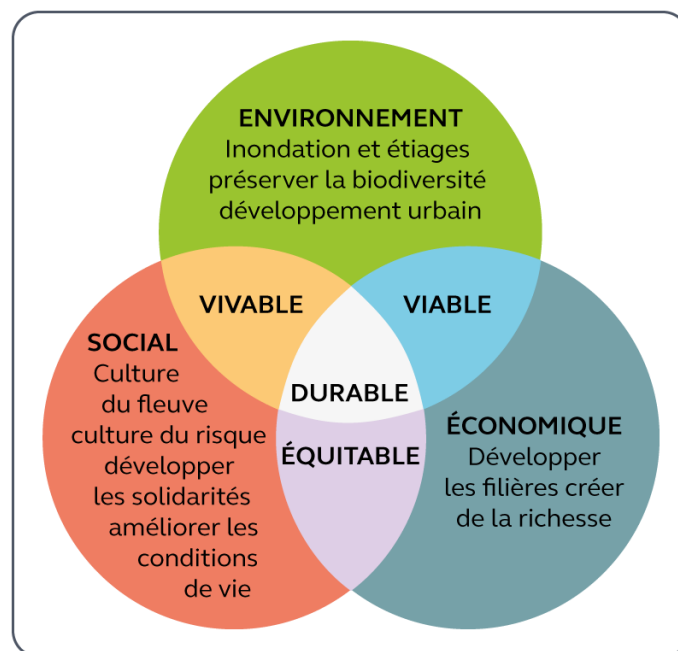 ENVIRONNEMENT
Inondation et étiages
préserver la biodiversité
développement urbain
VIVABLE
VIABLE
SOCIAL
Culture
du fleuve
culture du risque
développer
les solidarités
améliorer les
conditions
de vie
DURABLE
ÉQUITABLE
ÉCONOMIQUE
Développer
les filières créer
de la richesse